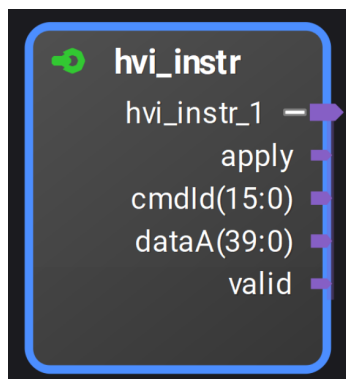 hvi_instr
hvi_instr_1
apply
cmdId(15:0)
dataA(39:0)
valid